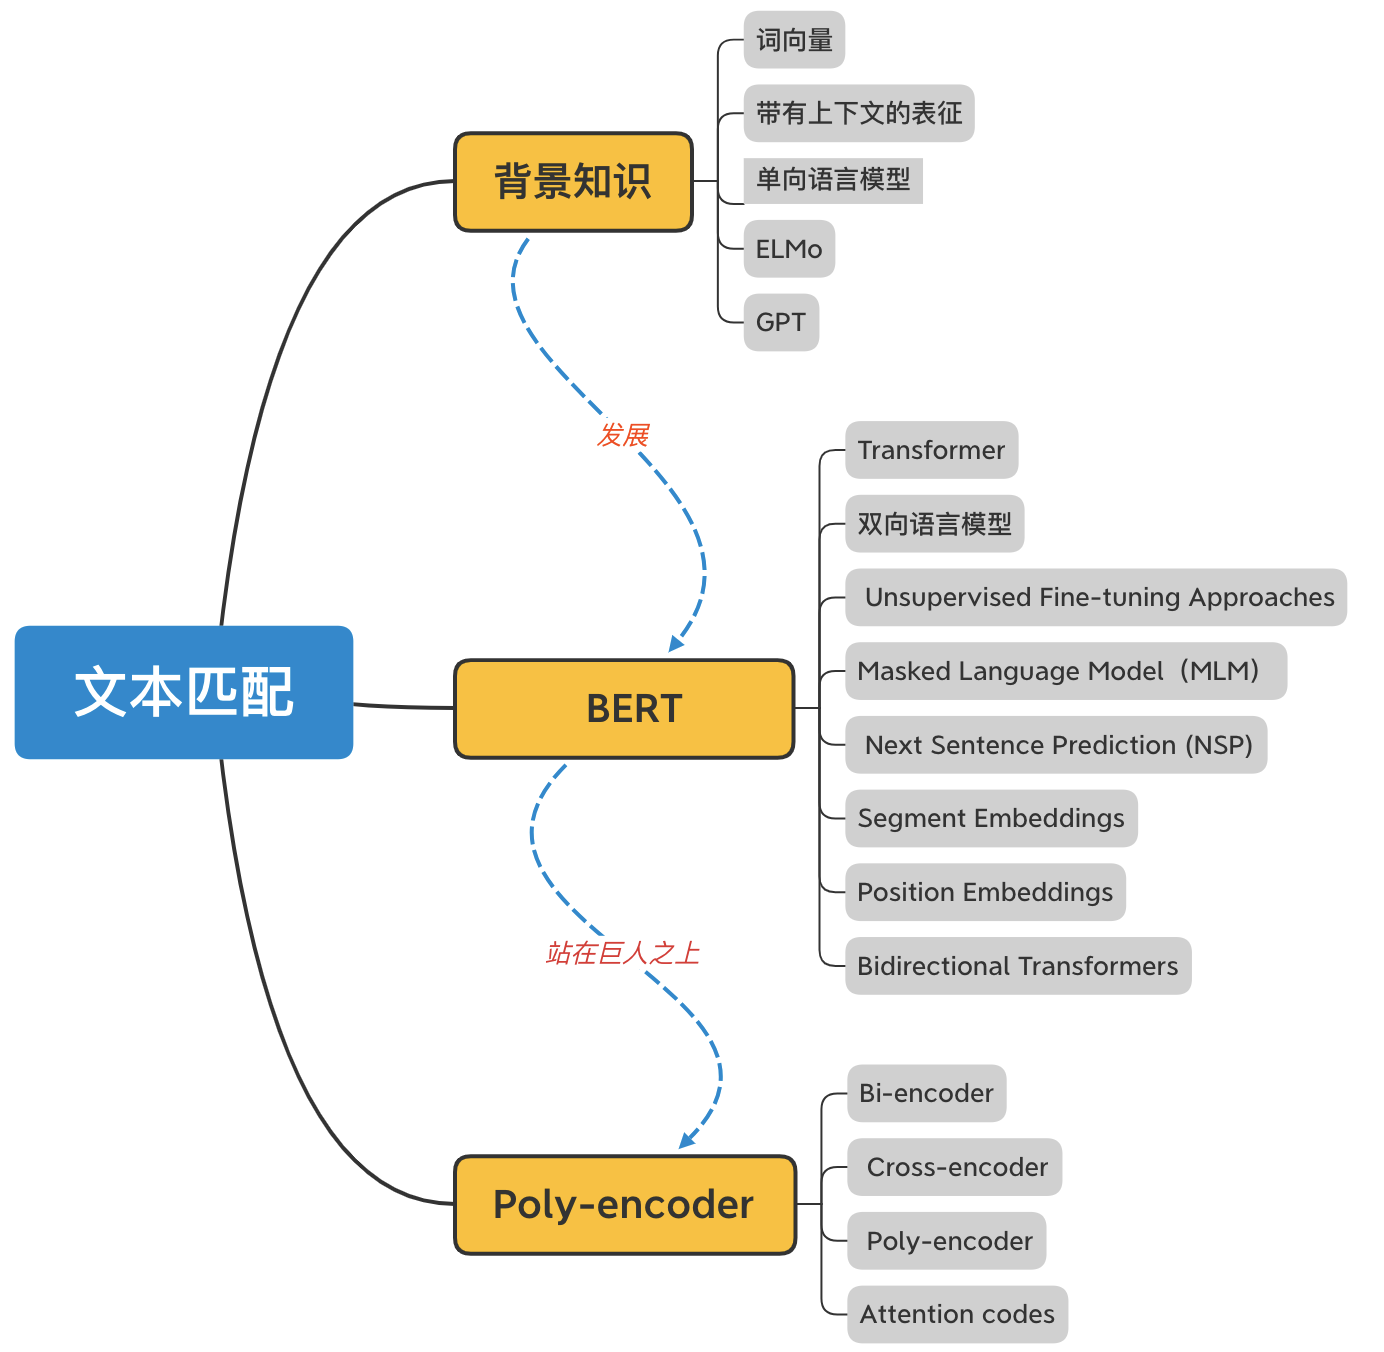 文本匹配
背景知识
词向量
带有上下文的表征
单向语言模型
ELMo
GPT
发展
BERT
Transformer
双向语言模型
Unsupervised Fine-tuning Approaches
Masked Language Model（MLM）
Next Sentence Prediction (NSP)
Segment Embeddings
Position Embeddings
Bidirectional Transformers
站在巨人之上
Poly-encoder
Bi-encoder
Cross-encoder
Poly-encoder
Attention codes